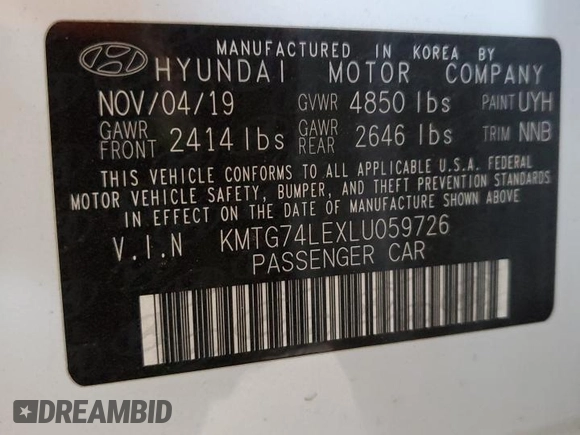 MANUFACTURED IN KOREA BY
HYUNDAI MOTOR COMPANY
NOV/04/19 GVWR 4850 lbs PAINT UYH
GAWR FRONT 2414 lbs GAWR REAR 2646 lbs TRIM NNB
THIS VEHICLE CONFORMS TO ALL APPLICABLE U.S.A. FEDERAL
MOTOR VEHICLE SAFETY, BUMPER, AND THEFT PREVENTION STANDARDS
IN EFFECT ON THE DATE OF MANUFACTURE SHOWN ABOVE
V.I.N KMTG74LEXLU059726
PASSENGER CAR
DREAMBID